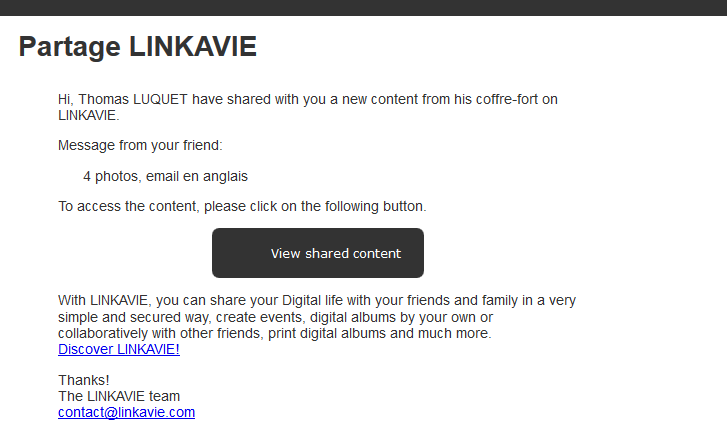 Partage LINKAVIE
Hi, Thomas LUQUET have shared with you a new content from his coffre-fort on
LINKAVIE.
Message from your friend:
4 photos, email en anglais
To access the content, please click on the following button.
View shared content
With LINKAVIE, you can share your Digital life with your friends and family in a very
simple and secured way, create events, digital albums by your own or
collaboratively with other friends, print digital albums and much more.
Discover LINKAVIE!
Thanks!
The LINKAVIE team
contact@linkavie.com